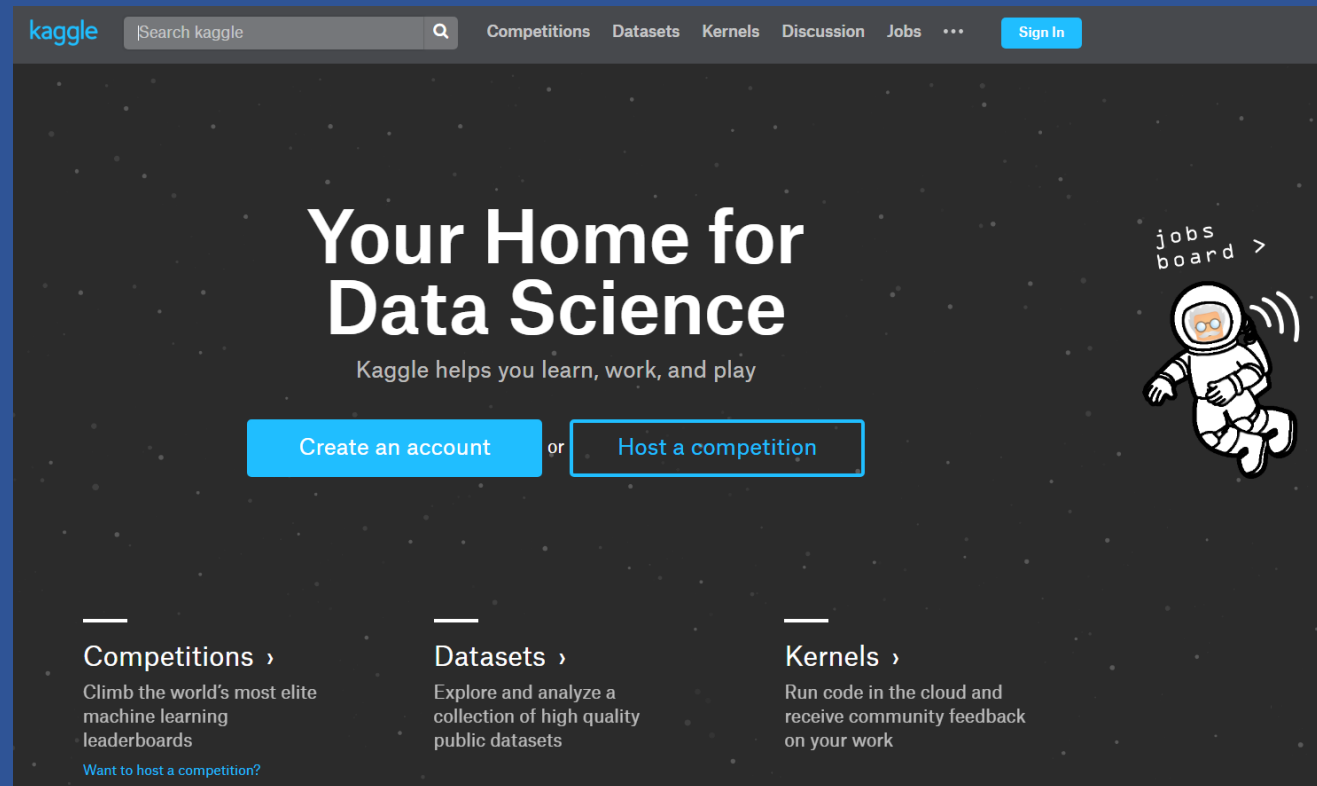 kaggle
Search kaggle
Competitions Datasets Kernels Discussion Jobs ••• Sign In
jobs
board >
Your Home for
Data Science
Kaggle helps you learn, work, and play
Create an account or Host a competition
Competitions ›
Climb the world's most elite
machine learning
leaderboards
Want to host a competition?
Datasets ›
Explore and analyze a
collection of high quality
public datasets
Kernels ›
Run code in the cloud and
receive community feedback
on your work